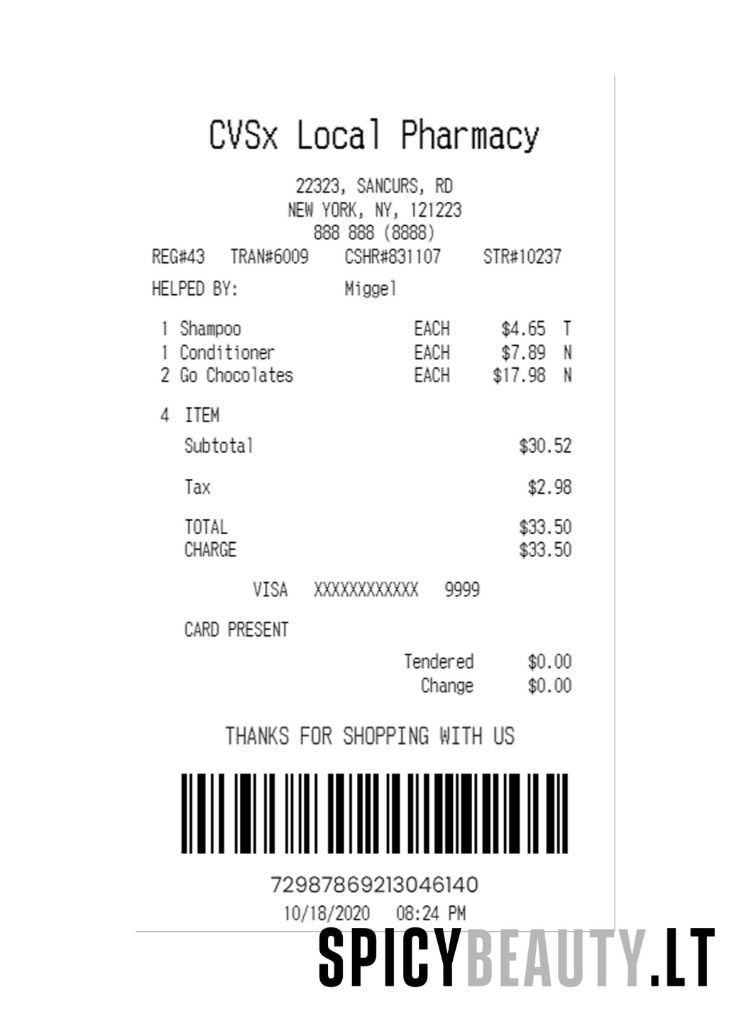 CVSx Local Pharmacy
22323, SANCURS, RD
NEW YORK, NY, 121223
888 888 (8888)
REG#43 TRAN#6009 CSHR#831107 STR#10237
HELPED BY: Miggel
1 Shampoo EACH $4.65 T
1 Conditioner EACH $7.89 N
2 Go Chocolates EACH $17.98 N
4 ITEM
Subtotal $30.52
Tax $2.98
TOTAL $33.50
CHARGE $33.50
VISA XXXXXXXXXXXX 9999
CARD PRESENT
Tendered $0.00
Change $0.00
THANKS FOR SHOPPING WITH US
72987869213046140
10/18/2020 08:24 PM
SPICYBEAUTY.LT